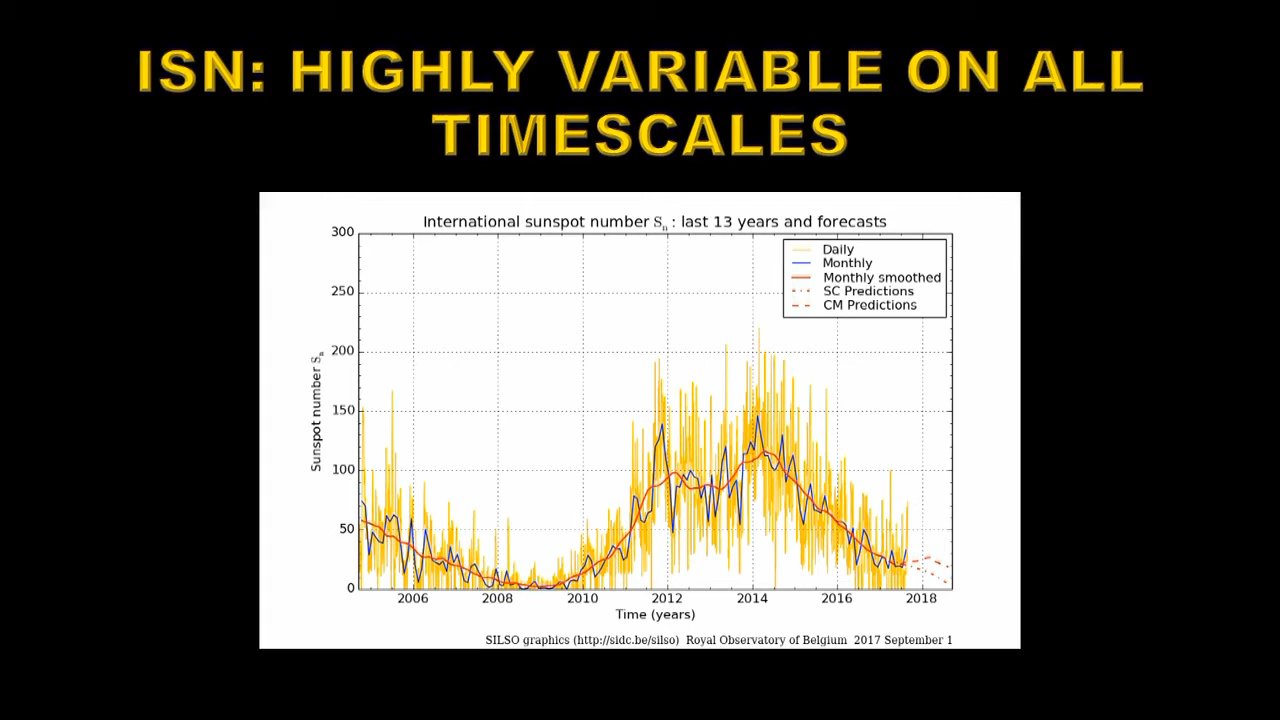 ISN: HIGHLY VARIABLE ON ALL
TIMESCALES
International sunspot number Sn : last 13 years and forecasts
300
250
200
150
100
50
0
Sunspot number Sn
Daily
Monthly
Monthly smoothed
SC Predictions
CM Predictions
2006 2008 2010 2012 2014 2016 2018
Time (years)
SILSO graphics (http://sidc.be/silso) Royal Observatory of Belgium 2017 September 1